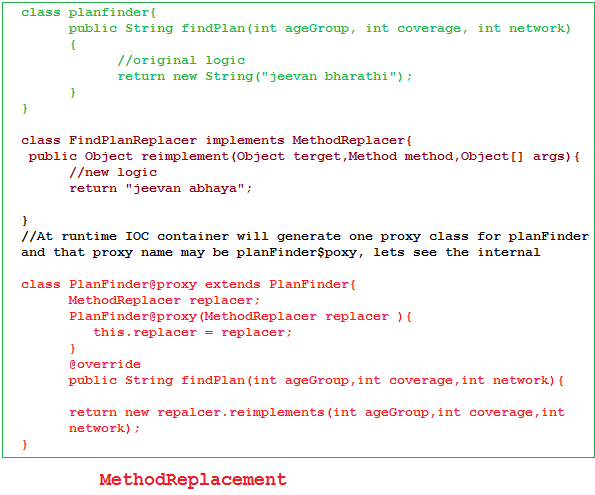 class planfinder{
public String findPlan(int ageGroup, int coverage, int network)
{
//original logic
return new String("jeevan bharathi");
}
}
class FindPlanReplacer implements MethodReplacer{
public Object reimplement(Object terget,Method method,Object[] args){
//new logic
return "jeevan abhaya";
}
//At runtime IOC container will generate one proxy class for planFinder
and that proxy name may be planFinder$poxy, lets see the internal
class PlanFinder@proxy extends PlanFinder{
MethodReplacer replacer;
PlanFinder@proxy(MethodReplacer replacer ){
this.replacer = replacer;
}
@override
public String findPlan(int ageGroup,int coverage,int network){
return new repalcer.reimplements(int ageGroup,int coverage,int
network);
}
MethodReplacement